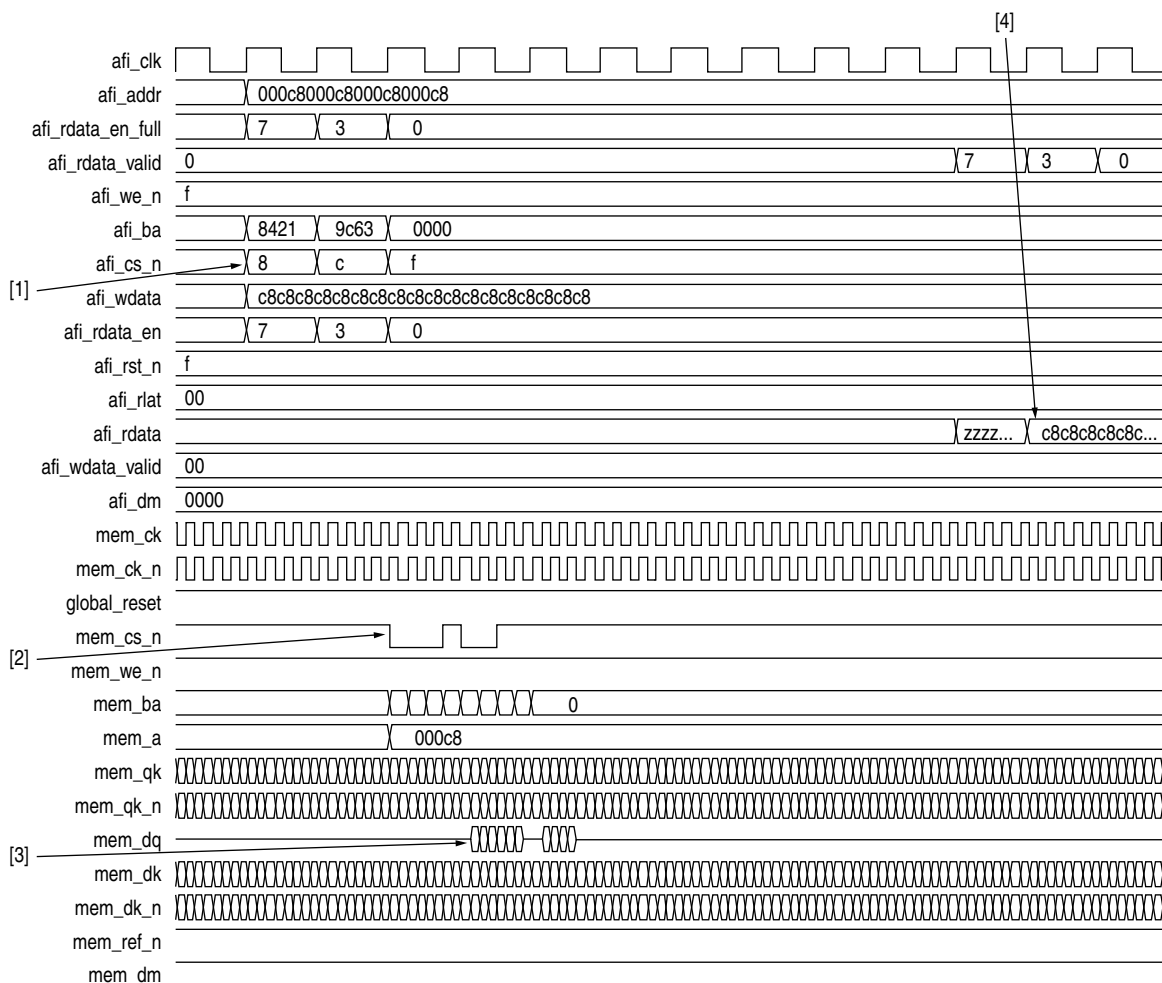 [4]
afi_clk
afi_addr 000c8000c8000c8000c8
afi_rdata_en_full 7 3 0
afi_rdata_valid 0 7 3 0
afi_we_n f
afi_ba 8421 9c63 0000
afi_cs_n 8 c f
[1]
afi_wdata c8c8c8c8c8c8c8c8c8c8c8c8c8c8c8c8c8c8
afi_rdata_en 7 3 0
afi_rst_n f
afi_rlat 00
afi_rdata zzzz... c8c8c8c8c8c...
afi_wdata_valid 00
afi_dm 0000
mem_ck
mem_ck_n
global_reset
mem_cs_n
[2]
mem_we_n
mem_ba 0
mem_a 000c8
mem_qk
mem_qk_n
mem_dq
[3]
mem_dk
mem_dk_n
mem_ref_n
mem_dm